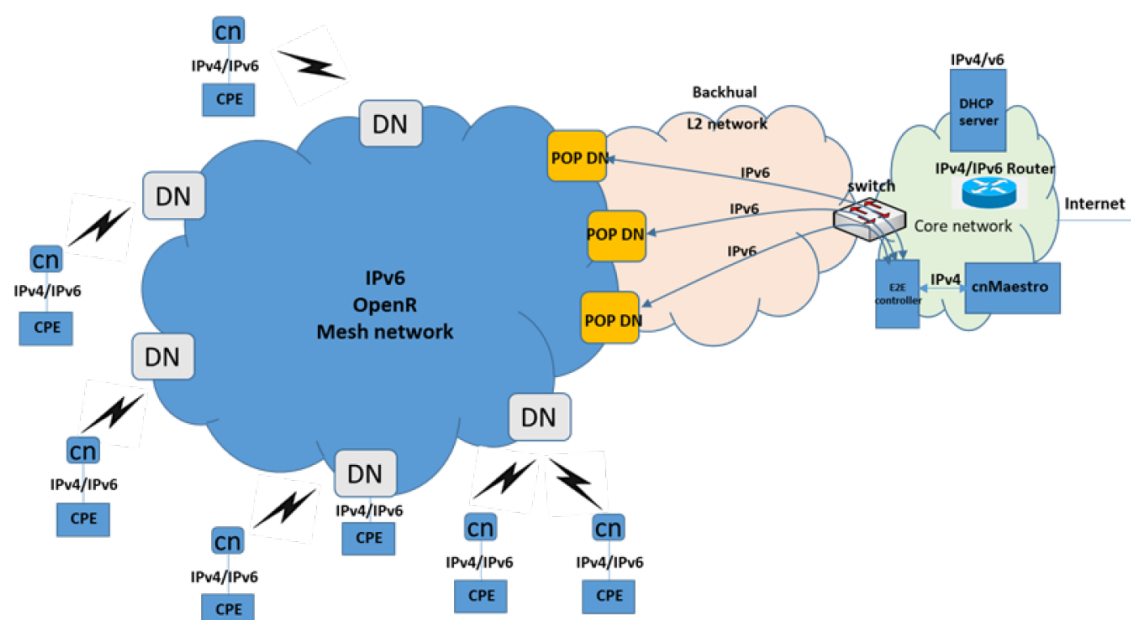 cn
IPv4/IPv6
CPE
DN
DN
cn
IPv4/IPv6
CPE
DN
cn
IPv4/IPv6
CPE
IPv6
OpenR
Mesh network
POP DN
POP DN
POP DN
Backhual
L2 network
IPv6
IPv6
IPv6
switch
IPv4/v6
DHCP
server
IPv4/IPv6 Router
Core network
Internet
E2E
controller
IPv4
cnMaestro
DN
IPv4/IPv6
CPE
cn
IPv4/IPv6
CPE
DN
cn
IPv4/IPv6
CPE
cn
IPv4/IPv6
CPE